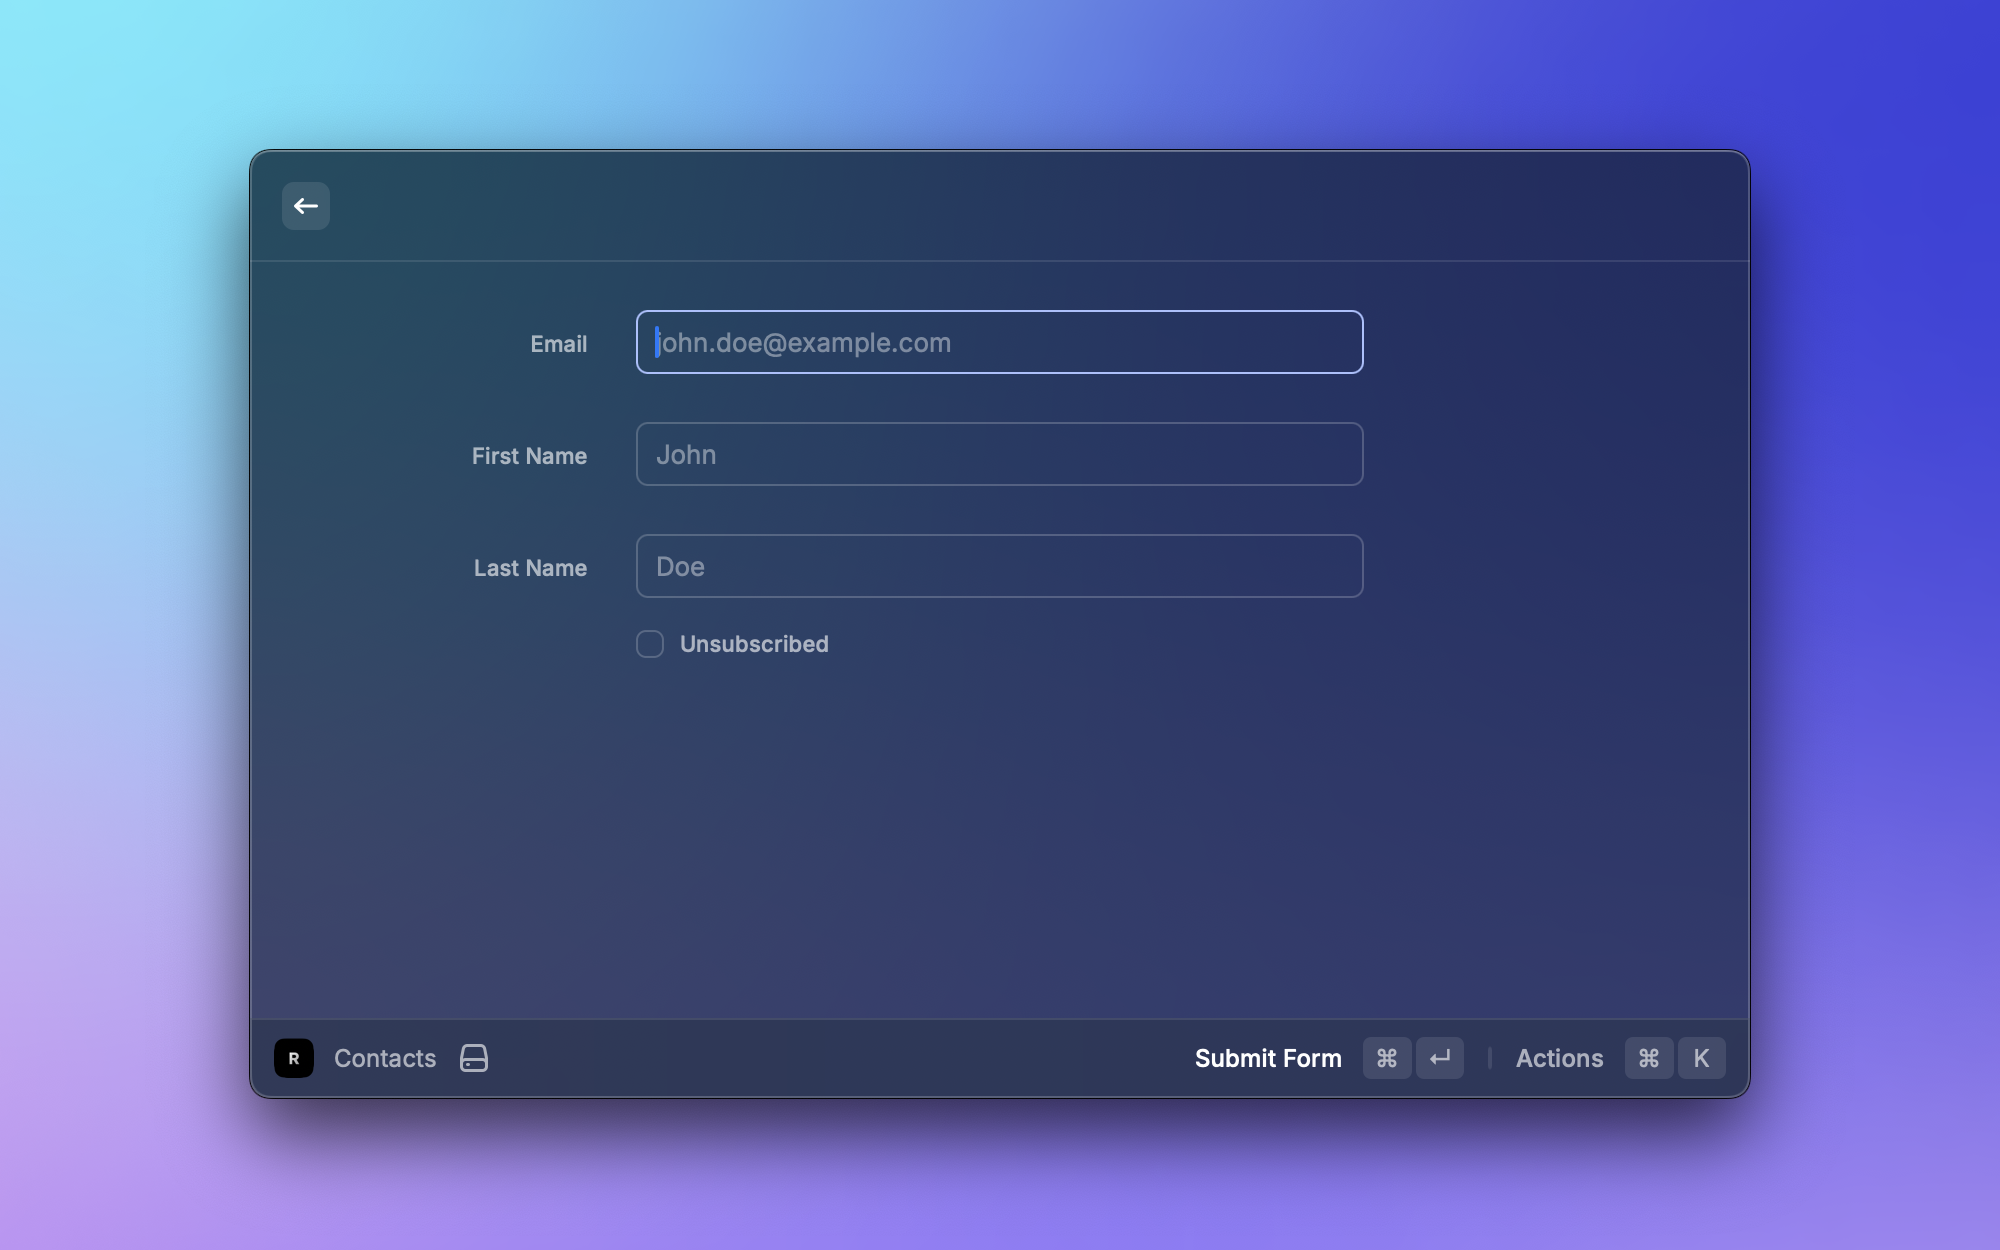 Email
john.doe@example.com
First Name
John
Last Name
Doe
Unsubscribed
R
Contacts
Submit Form ⌘ ↵
Actions ⌘ K